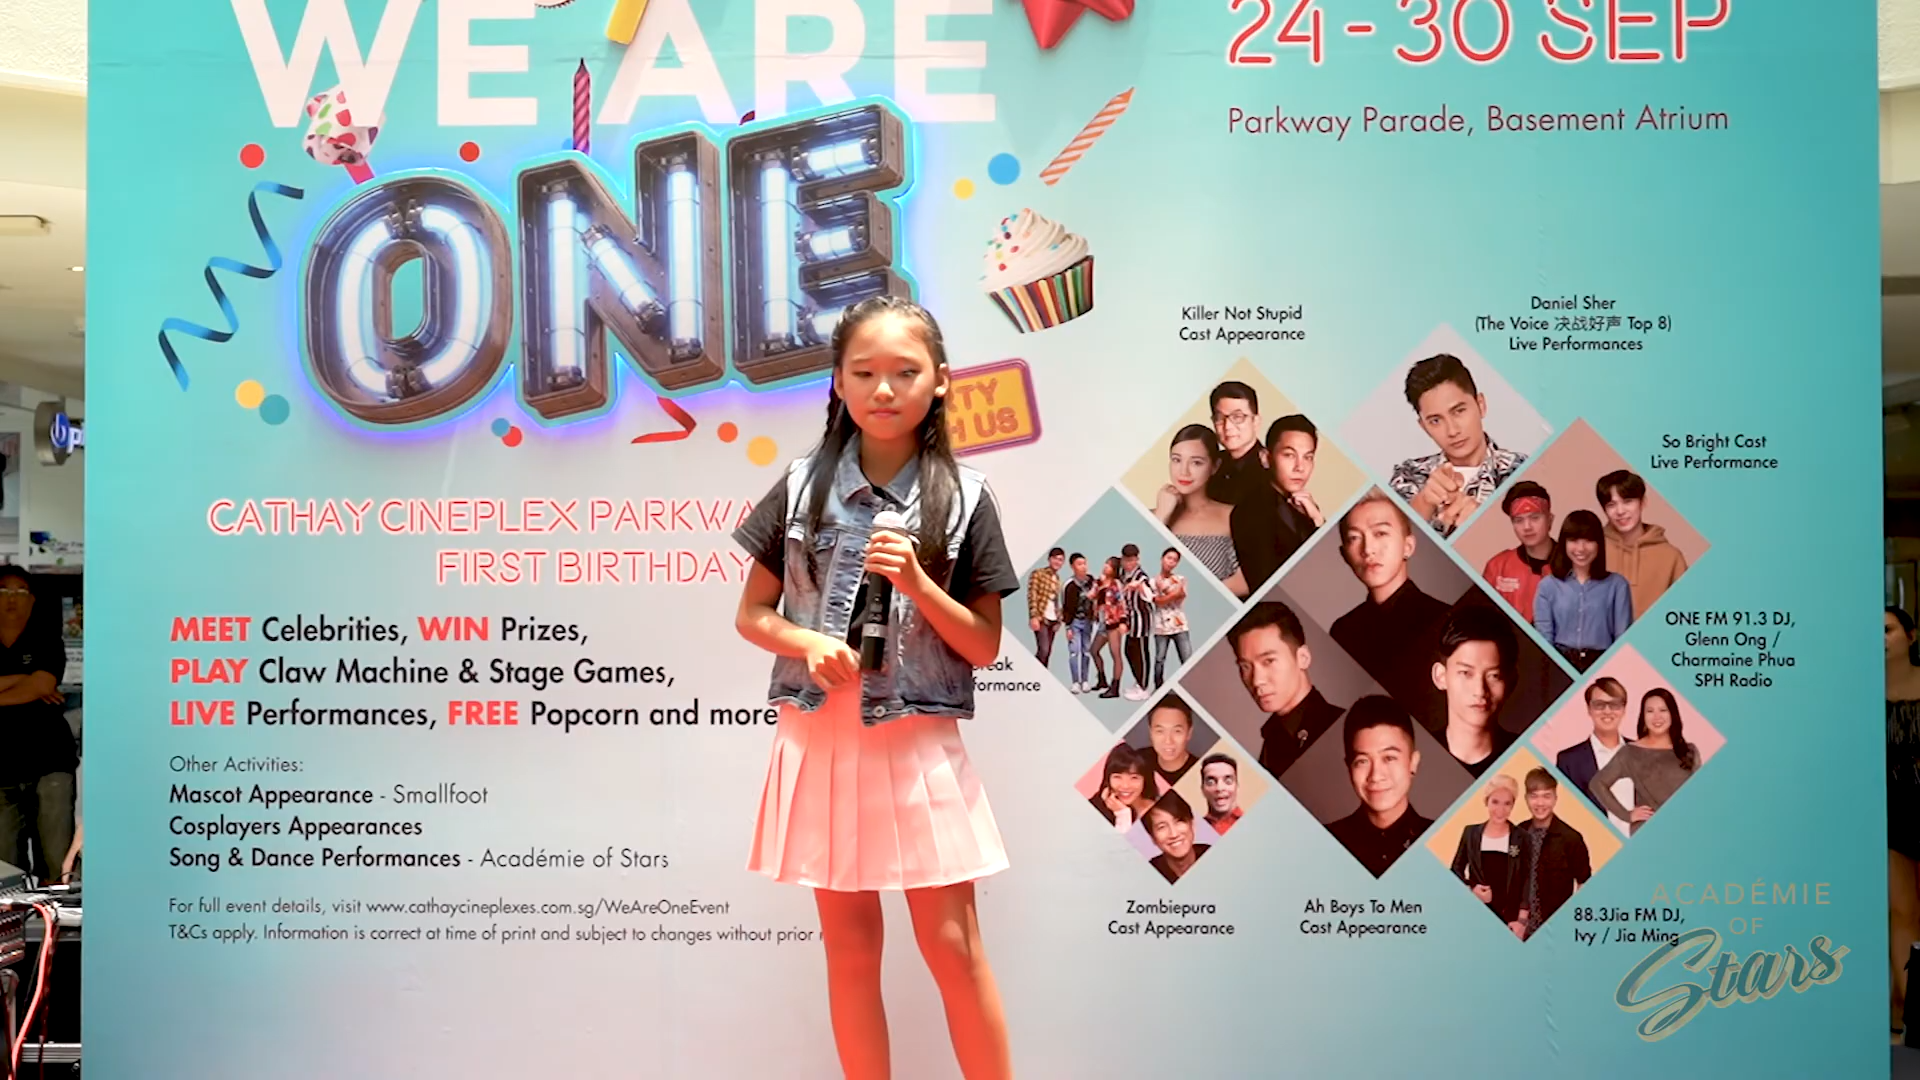 WE ARE
ONE
24 - 30 SEP
Parkway Parade, Basement Atrium
US
CATHAY CINEPLEX
FIRST BIRTHDAY
MEET Celebrities, WIN Prizes,
PLAY Claw Machine & Stage Games,
LIVE Performances, FREE Popcorn and more
Other Activities:
Mascot Appearance - Smallfoot
Cosplayers Appearances
Song & Dance Performances - Académie of Stars
For full event details, visit www.cathaycineplexes.com.sg/WeAreOneEvent
T&Cs apply. Information is correct at time of print and subject to changes without prior
Killer Not Stupid
Cast Appearance
Daniel Sher
(The Voice 决战好声 Top 8)
Live Performances
So Bright Cast
Live Performance
ONE FM 91.3 DJ,
Glenn Ong /
Charmaine Phua
SPH Radio
Zombiepura
Cast Appearance
Ah Boys To Men
Cast Appearance
88.3Jia FM DJ,
Ivy / Jia Ming
ACADÉMIE
OF
Stars